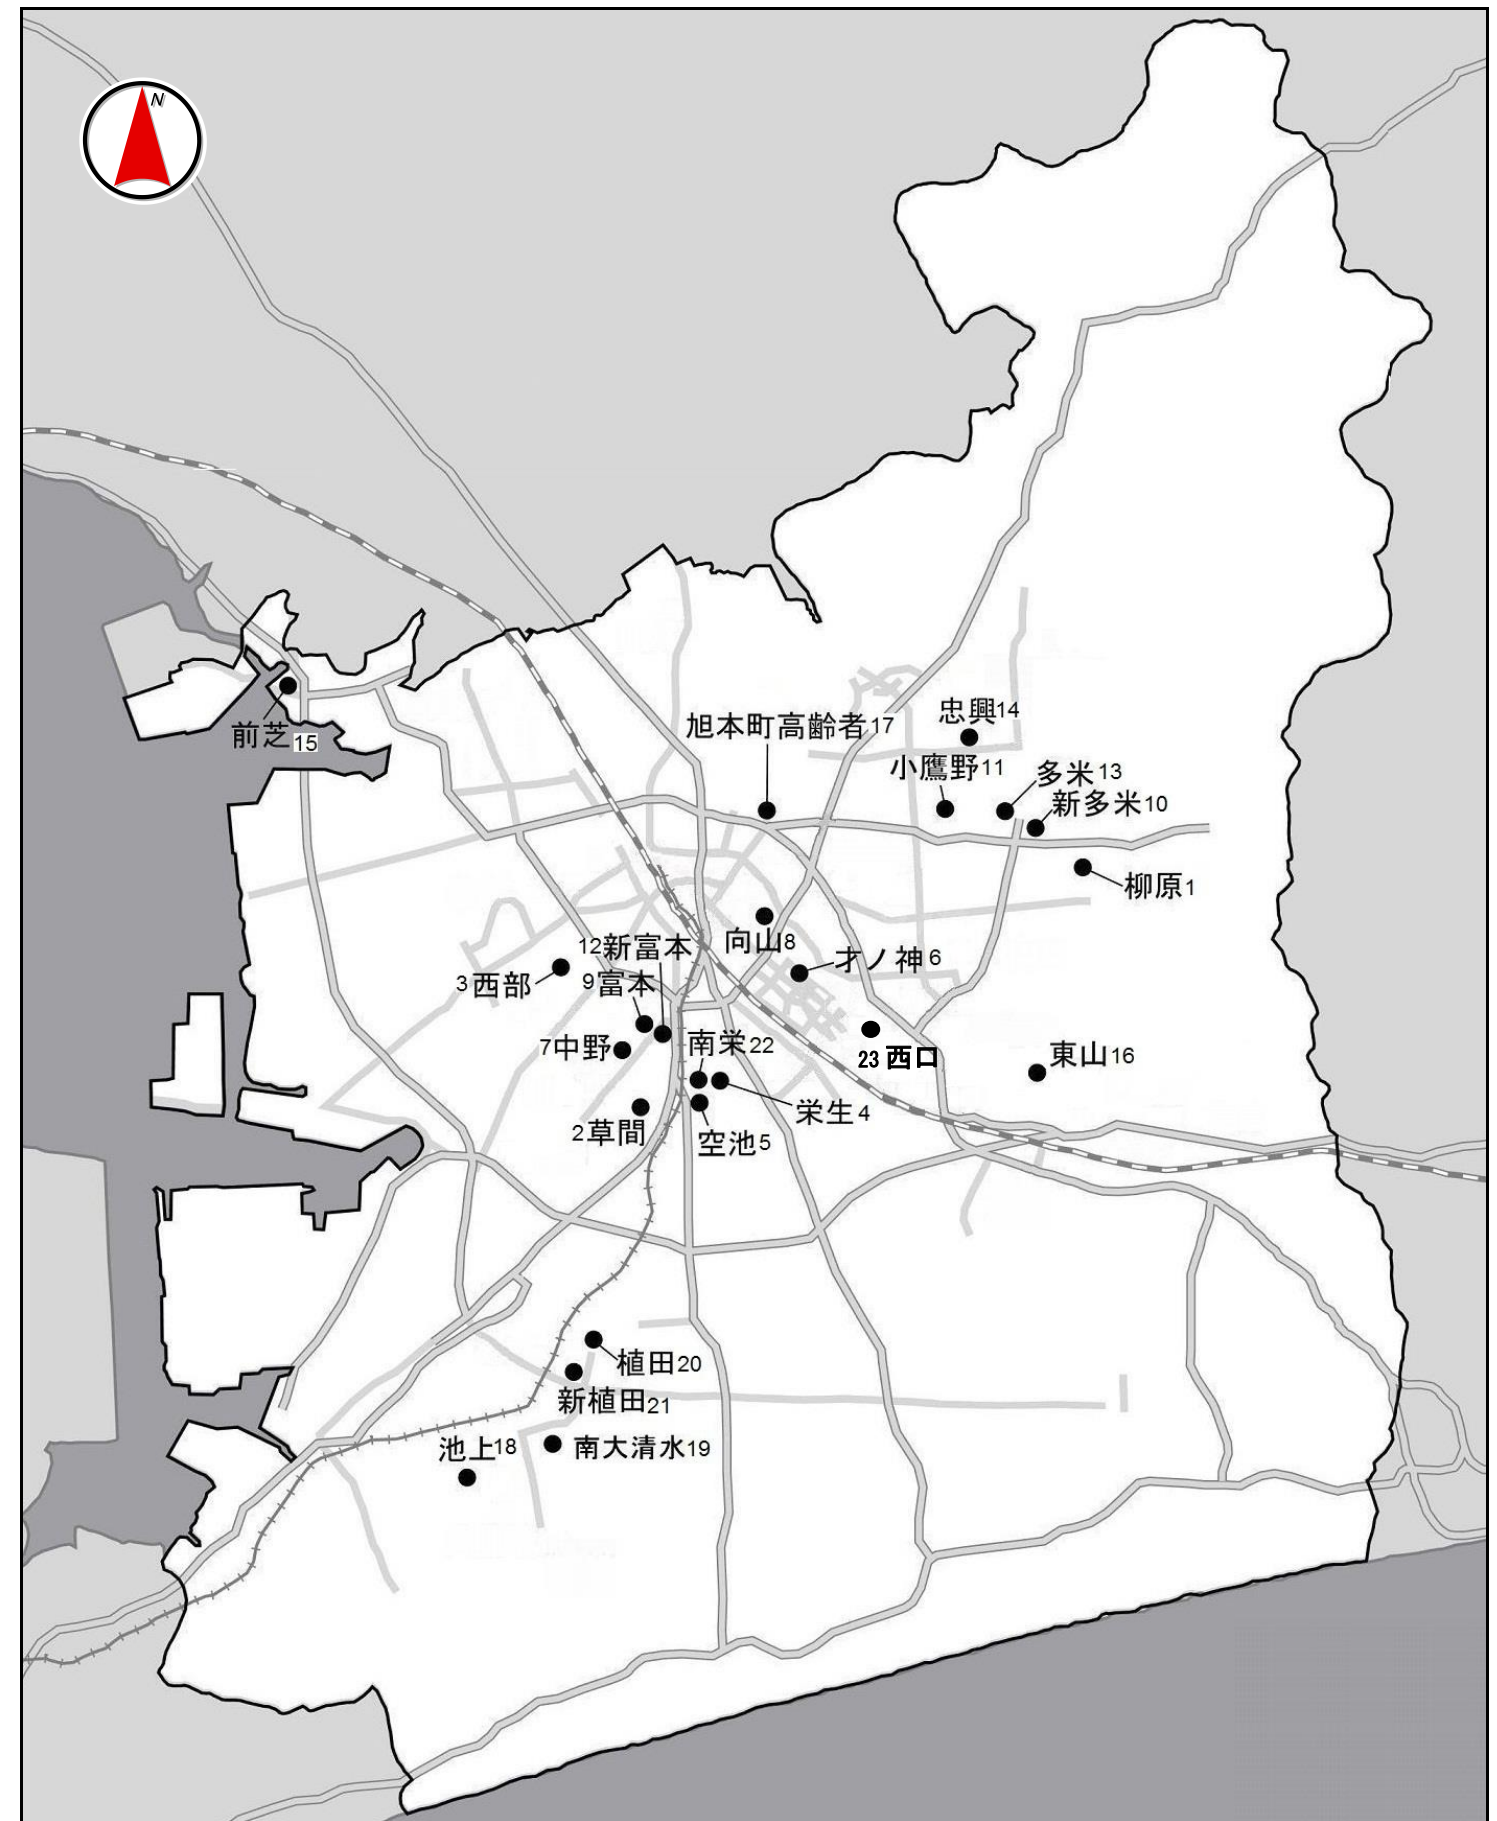 N
忠興14
旭本町高齢者17
前芝15
小鷹野11
多米13
新多米10
柳原1
向山8
12新富本
才ノ神6
3西部
9富本
7中野
南栄22
23西口
東山16
栄生4
2草間
空池5
植田20
新植田21
池上18
南大清水19